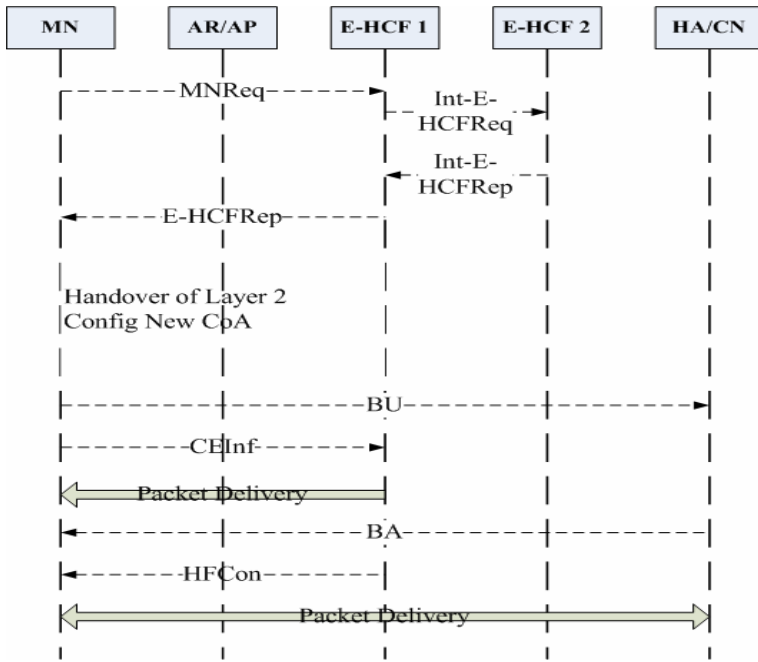 MN
AR/AP
E-HCF 1
E-HCF 2
HA/CN
MNReq
Int-E-
HCFReq
Int-E-
HCFRep
E-HCFRep
Handover of Layer 2
Config New CoA
BU
CEInf
Packet Delivery
BA
HFCon
Packet Delivery